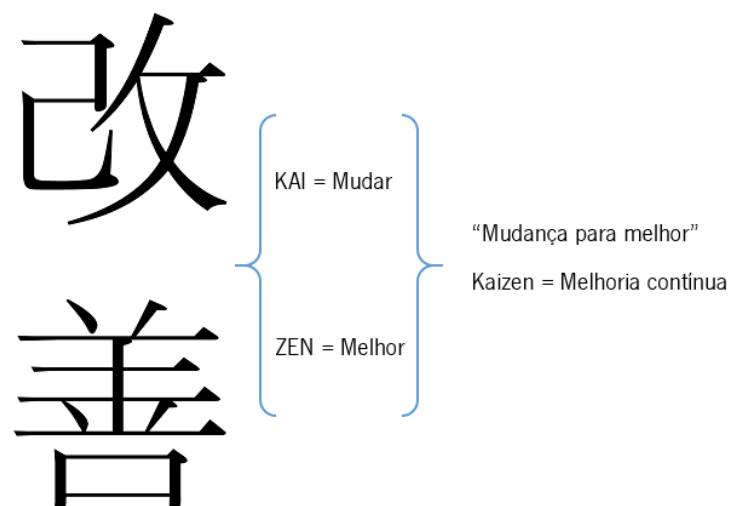 改
善
KAI = Mudar
ZEN = Melhor
“Mudança para melhor”
Kaizen = Melhoria contínua